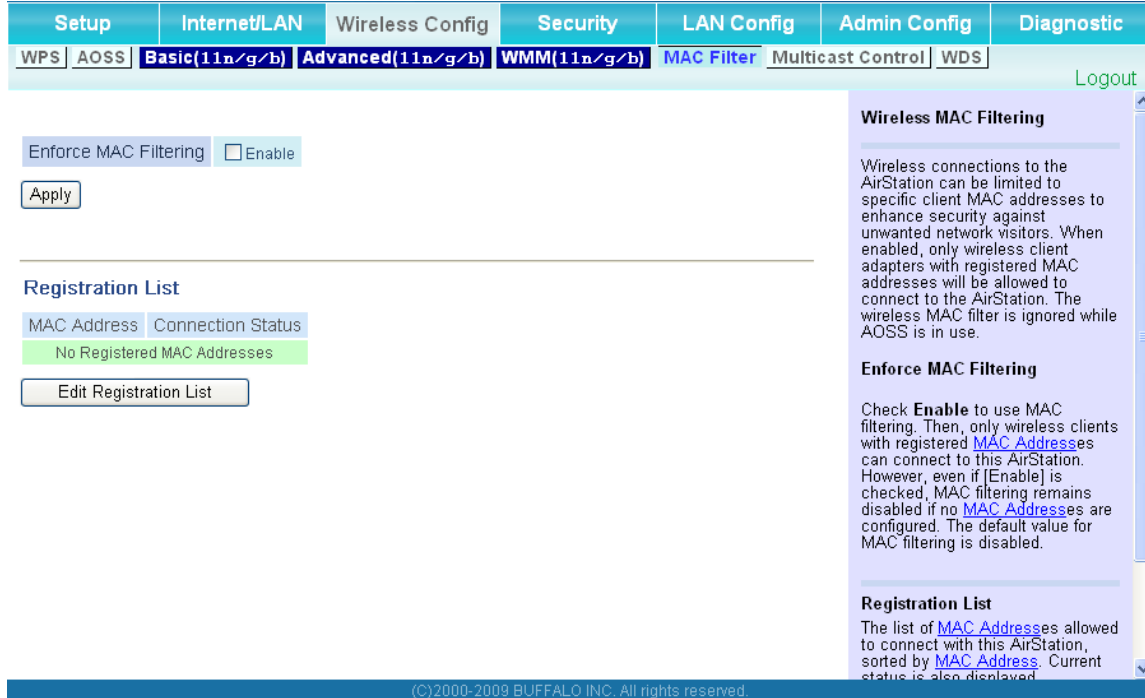 Setup Internet/LAN Wireless Config Security LAN Config Admin Config Diagnostic
WPS AOSS Basic(11n/g/b) Advanced(11n/g/b) WMM(11n/g/b) MAC Filter Multicast Control WDS
Logout
Enforce MAC Filtering Enable
Apply
Registration List
MAC Address Connection Status
No Registered MAC Addresses
Edit Registration List
Wireless MAC Filtering
Wireless connections to the
AirStation can be limited to
specific client MAC addresses to
enhance security against
unwanted network visitors. When
enabled, only wireless client
adapters with registered MAC
addresses will be allowed to
connect to the AirStation. The
wireless MAC filter is ignored while
AOSS is in use.
Enforce MAC Filtering
Check Enable to use MAC
filtering. Then, only wireless clients
with registered MAC Addresses
can connect to this AirStation.
However, even if [Enable] is
checked, MAC filtering remains
disabled if no MAC Addresses are
configured. The default value for
MAC filtering is disabled.
Registration List
The list of MAC Addresses allowed
to connect with this AirStation,
sorted by MAC Address. Current
status is also displayed
(C)2000-2009 BUFFALO INC. All rights reserved.